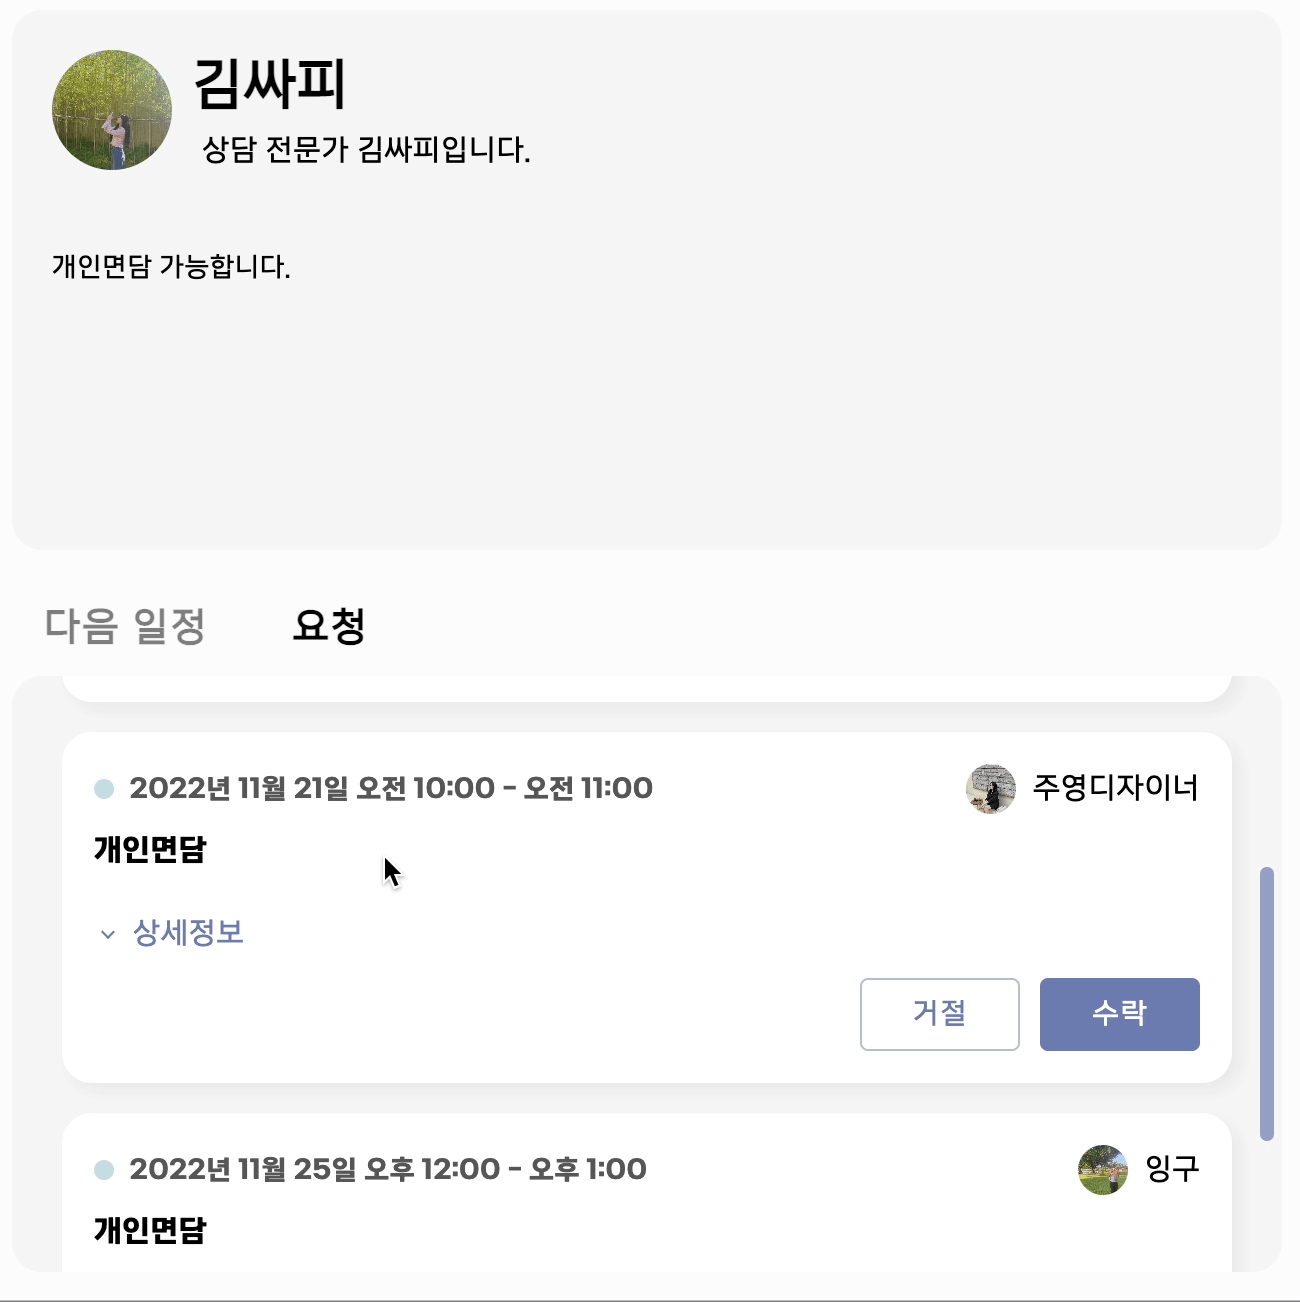 김싸피
상담 전문가 김싸피입니다.
개인면담 가능합니다.
다음 일정 요청
2022년 11월 21일 오전 10:00 - 오전 11:00 주영디자이너
개인면담
상세정보
거절 수락
2022년 11월 25일 오후 12:00 - 오후 1:00 잉구
개인면담